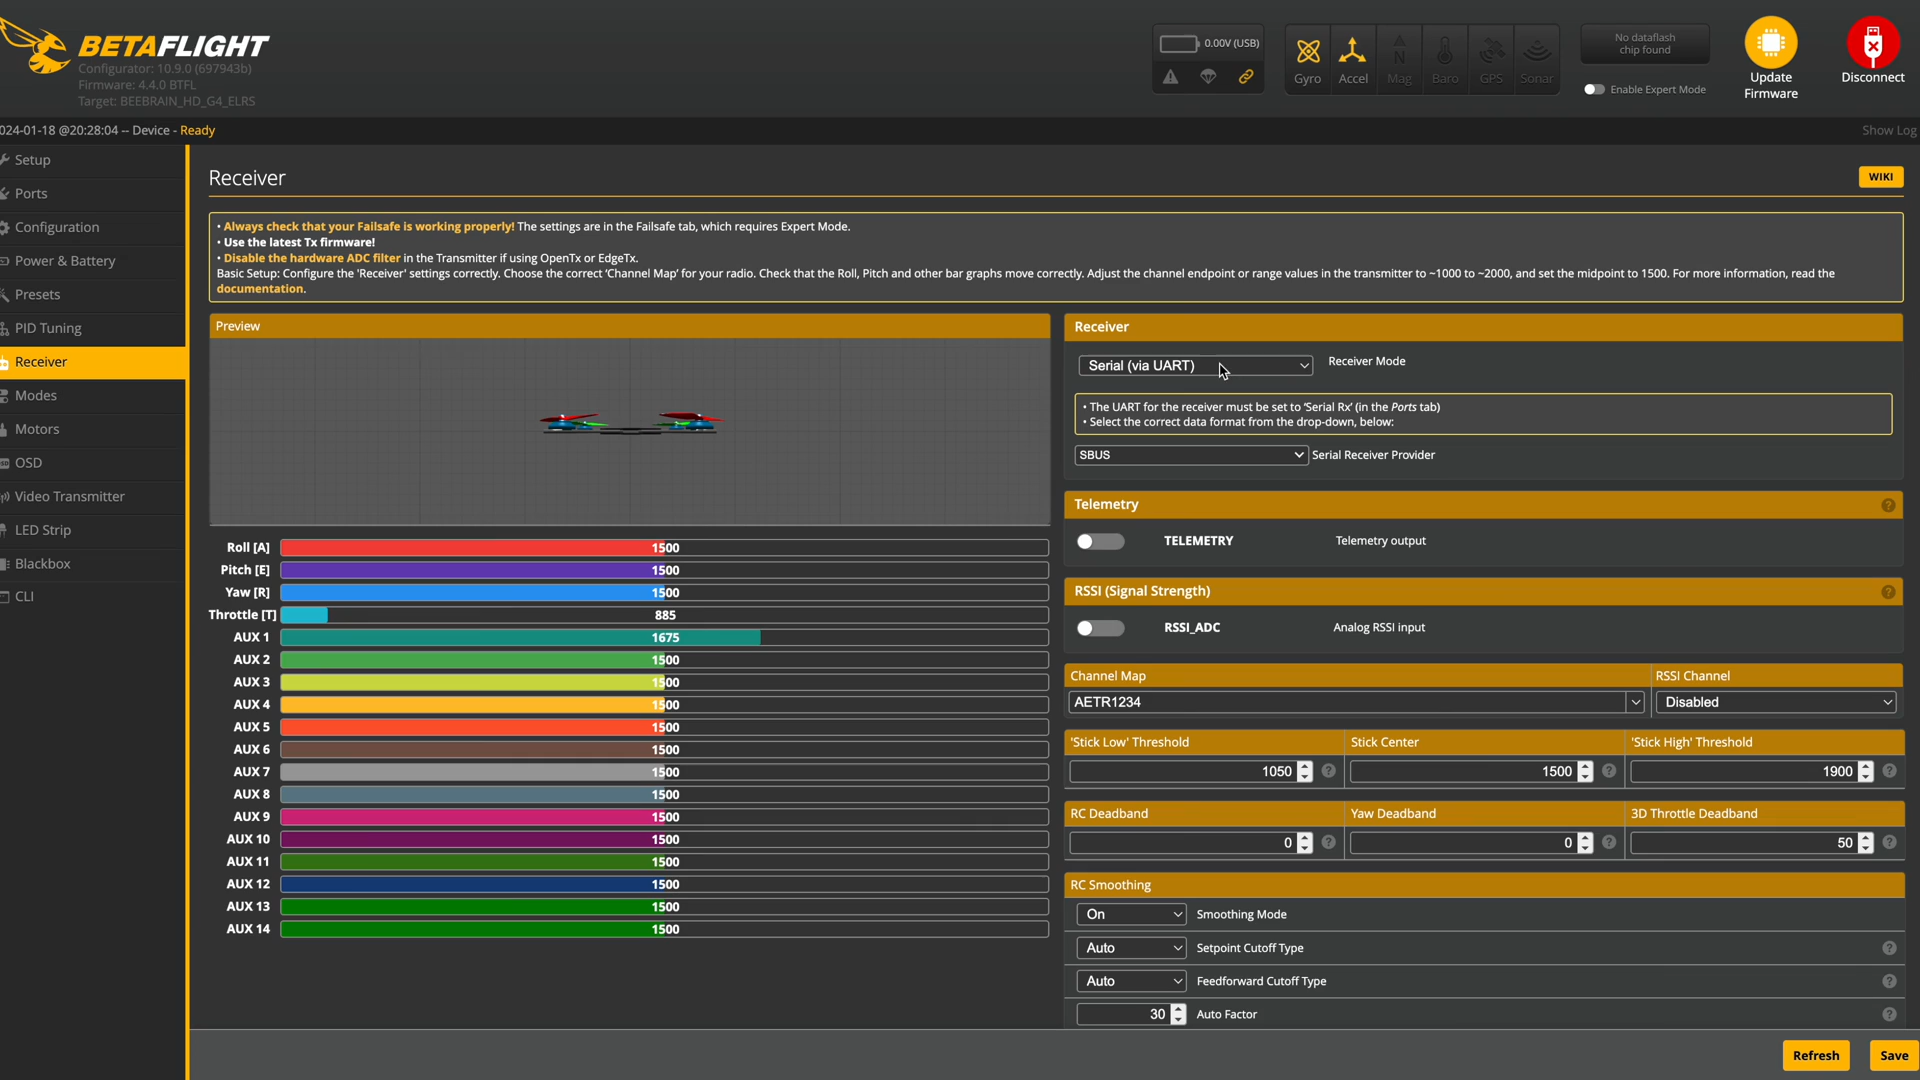 BETAFLIGHT
Configurator: 10.9.0 (697943b)
Firmware: 4.4.0 BTFL
Target: BEEBRAIN_HD_G4_ELRS
0.00V (USB)
Gyro
Accel
Mag
Baro
GPS
Sonar
No dataflash
chip found
Enable Expert Mode
Update
Firmware
Disconnect
024-01-18 @20:28:04 -- Device - Ready
Show Log
Setup
Ports
Configuration
Power & Battery
Presets
PID Tuning
Receiver
Modes
Motors
OSD
Video Transmitter
LED Strip
Blackbox
CLI
Receiver
WIKI
• Always check that your Failsafe is working properly! The settings are in the Failsafe tab, which requires Expert Mode.
• Use the latest Tx firmware!
• Disable the hardware ADC filter in the Transmitter if using OpenTx or EdgeTx.
Basic Setup: Configure the 'Receiver' settings correctly. Choose the correct 'Channel Map' for your radio. Check that the Roll, Pitch and other bar graphs move correctly. Adjust the channel endpoint or range values in the transmitter to ~1000 to ~2000, and set the midpoint to 1500. For more information, read the
documentation.
Preview
Roll [A] 1500
Pitch [E] 1500
Yaw [R] 1500
Throttle [T] 885
AUX 1 1675
AUX 2 1500
AUX 3 1500
AUX 4 1500
AUX 5 1500
AUX 6 1500
AUX 7 1500
AUX 8 1500
AUX 9 1500
AUX 10 1500
AUX 11 1500
AUX 12 1500
AUX 13 1500
AUX 14 1500
Receiver
Serial (via UART) Receiver Mode
• The UART for the receiver must be set to 'Serial Rx' (in the Ports tab)
• Select the correct data format from the drop-down, below:
SBUS Serial Receiver Provider
Telemetry ?
TELEMETRY Telemetry output
RSSI (Signal Strength) ?
RSSI_ADC Analog RSSI input
Channel Map RSSI Channel
AETR1234 Disabled
'Stick Low' Threshold Stick Center 'Stick High' Threshold
1050 ? 1500 ? 1900 ?
RC Deadband Yaw Deadband 3D Throttle Deadband
0 ? 0 ? 50 ?
RC Smoothing
On Smoothing Mode
Auto Setpoint Cutoff Type ?
Auto Feedforward Cutoff Type ?
30 Auto Factor ?
Refresh Save